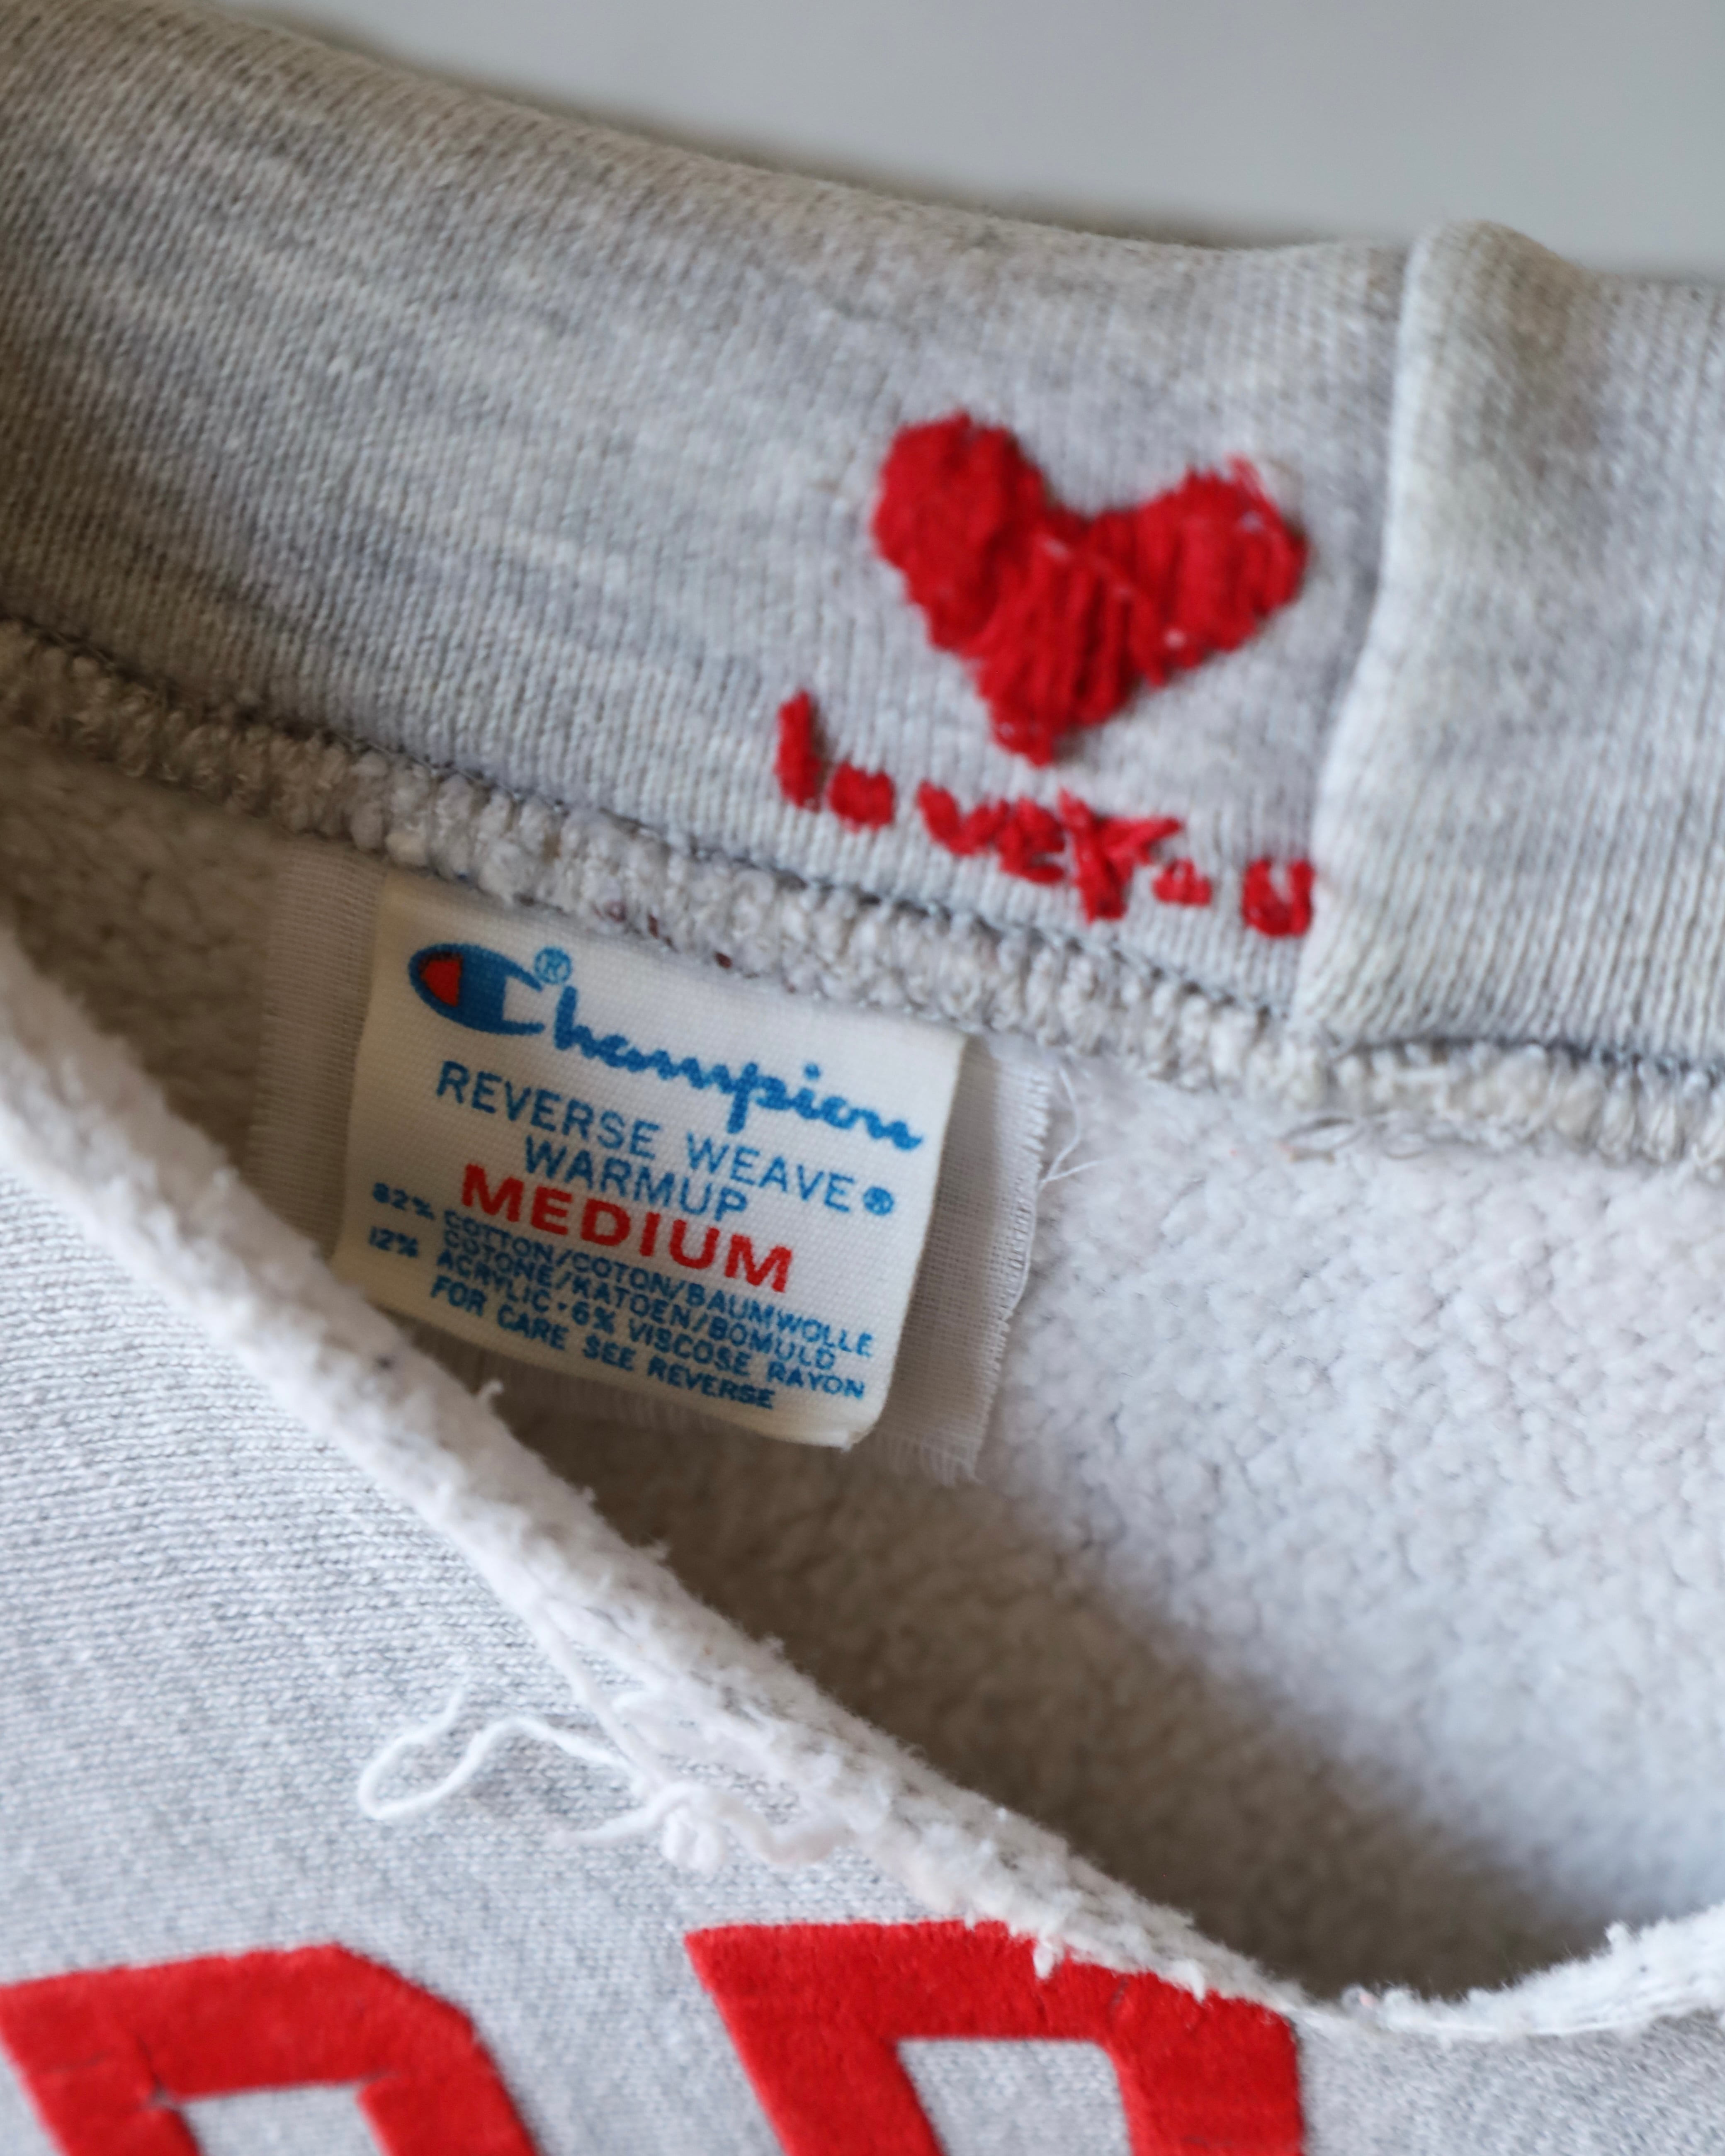 Lover-u
Champion®
REVERSE WEAVE®
WARMUP
MEDIUM
82% COTTON/COTON/BAUMWOLLE
COTONE/KATOEN/BOMULD
12% ACRYLIC·6% VISCOSE RAYON
FOR CARE SEE REVERSE